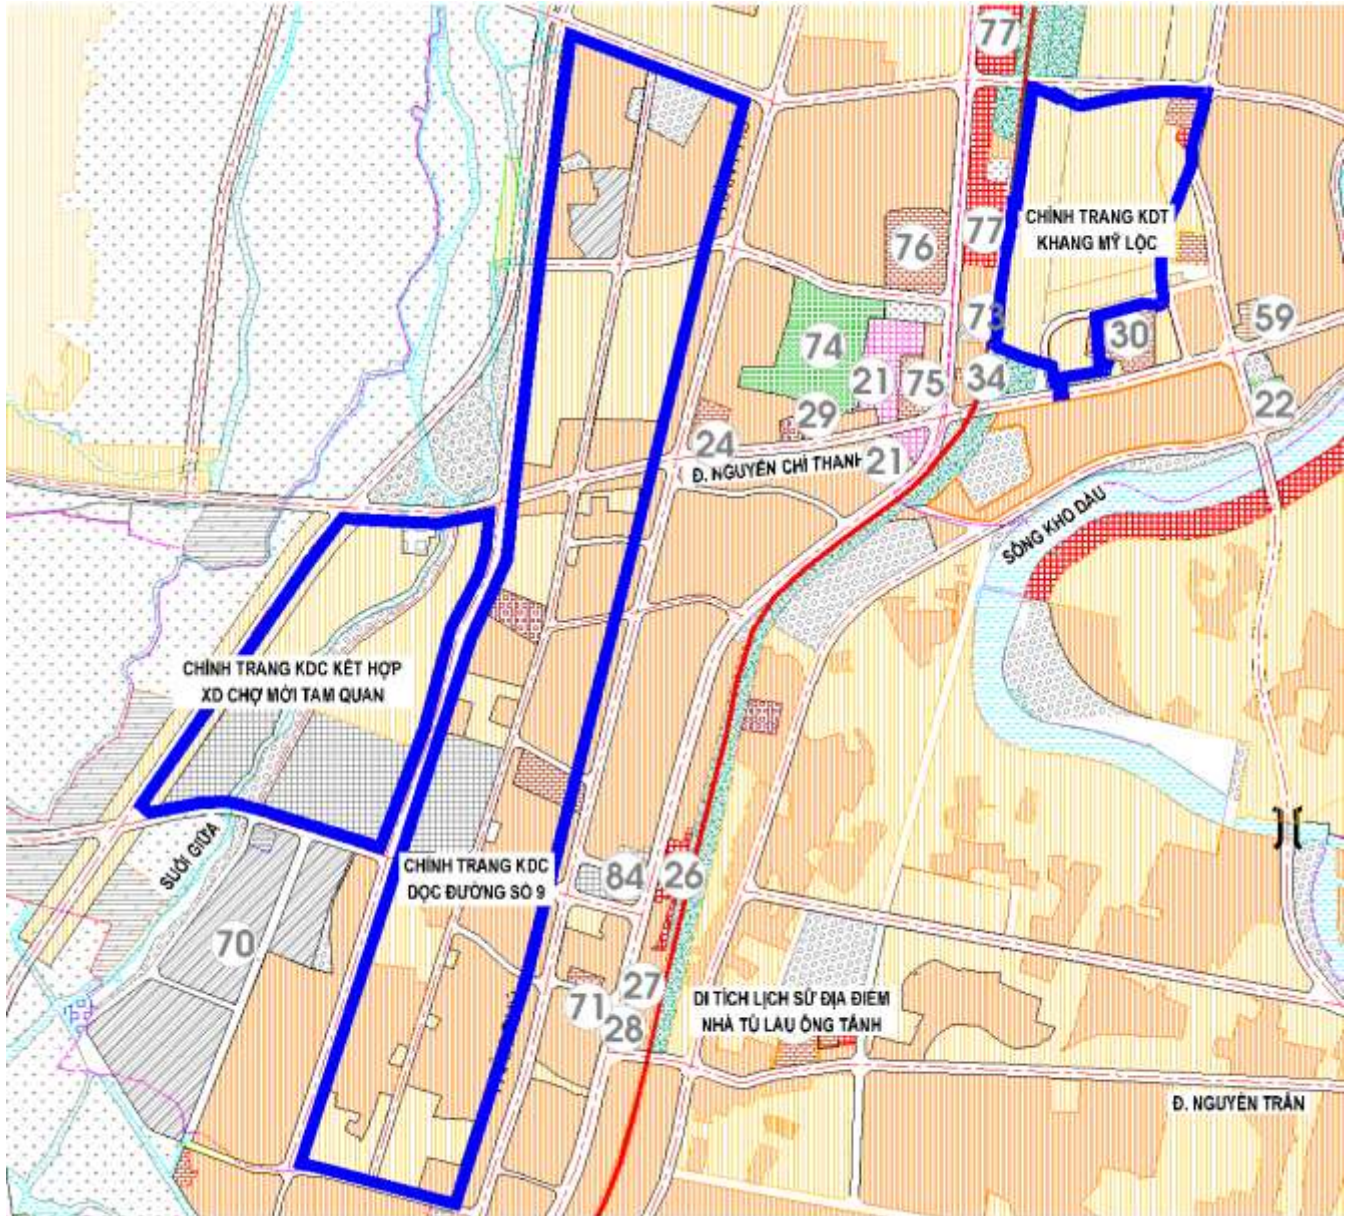 77
CHỈNH TRANG KDT
KHANG MỸ LỘC
76
77
73
74
30
59
21
75
34
22
29
24
Đ. NGUYỄN CHÍ THANH
21
SÔNG KHO DẦU
CHỈNH TRANG KDC KẾT HỢP
XD CHỢ MỚI TAM QUAN
SUỐI GIỮA
CHỈNH TRANG KDC
DỌC ĐƯỜNG SỐ 9
84
26
70
27
71
28
DI TÍCH LỊCH SỬ ĐỊA ĐIỂM
NHÀ TÙ LAU ÔNG TÁNH
Đ. NGUYỄN TRÂN